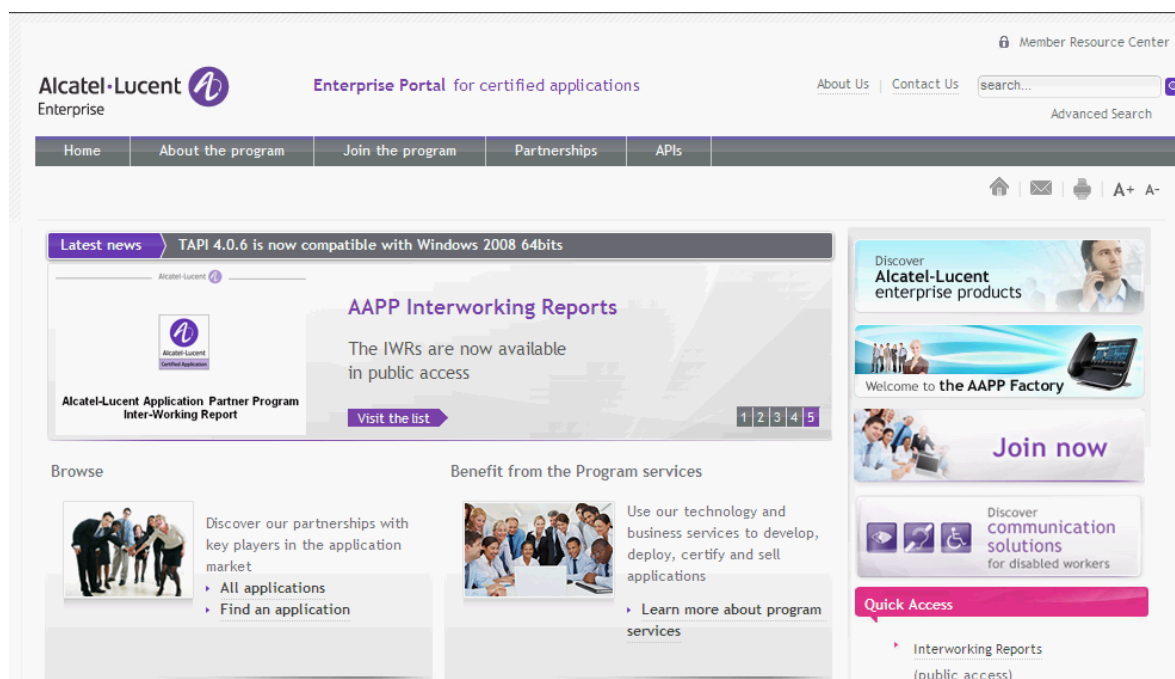 Member Resource Center
Alcatel·Lucent
Enterprise
Enterprise Portal for certified applications
About Us | Contact Us
search...
Advanced Search
Home
About the program
Join the program
Partnerships
APIs
A+ A-
Latest news
TAPI 4.0.6 is now compatible with Windows 2008 64bits
Alcatel·Lucent
Alcatel·Lucent
Certified Application
Alcatel-Lucent Application Partner Program
Inter-Working Report
AAPP Interworking Reports
The IWRs are now available
in public access
Visit the list
1 2 3 4 5
Discover
Alcatel-Lucent
enterprise products
Welcome to the AAPP Factory
Join now
Discover
communication
solutions
for disabled workers
Browse
Discover our partnerships with
key players in the application
market
All applications
Find an application
Benefit from the Program services
Use our technology and
business services to develop,
deploy, certify and sell
applications
Learn more about program
services
Quick Access
Interworking Reports
(public access)